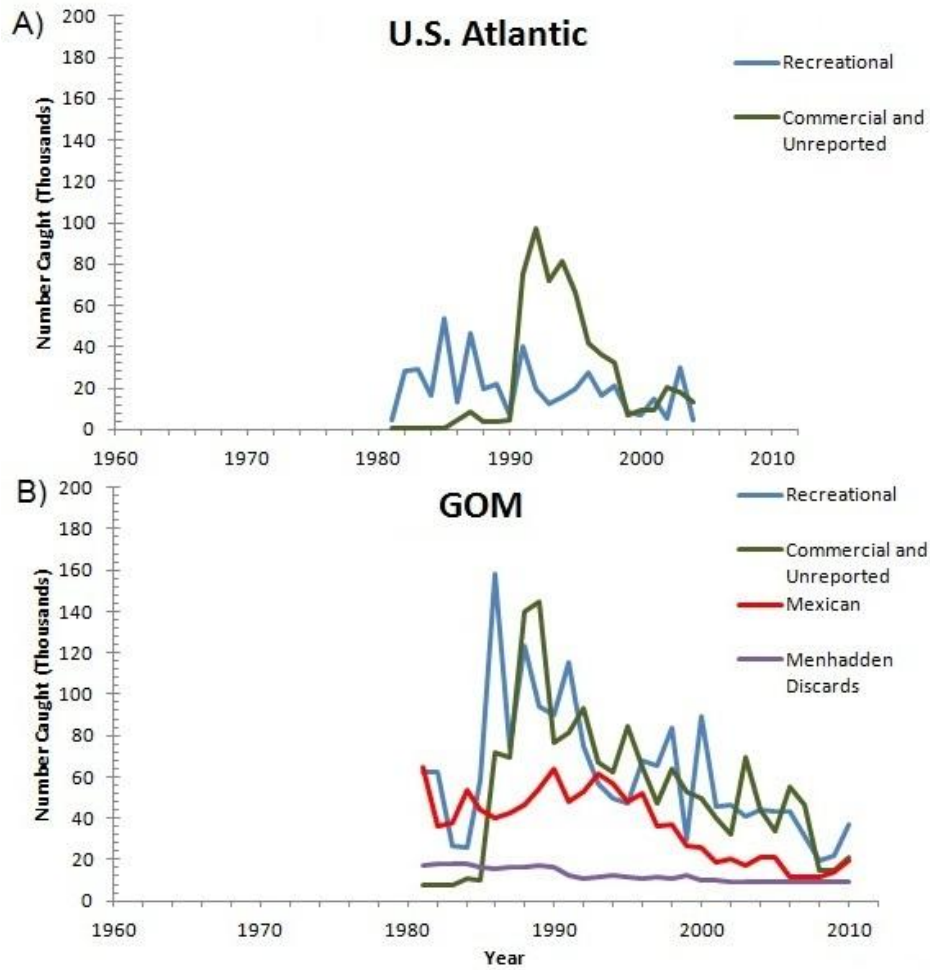 A)
U.S. Atlantic
200
180
160
140
120
100
80
60
40
20
0
Number Caught (Thousands)
1960 1970 1980 1990 2000 2010
Recreational
Commercial and
Unreported
B)
GOM
200
180
160
140
120
100
80
60
40
20
0
Number Caught (Thousands)
1960 1970 1980 1990 2000 2010
Year
Recreational
Commercial and
Unreported
Mexican
Menhadden
Discards